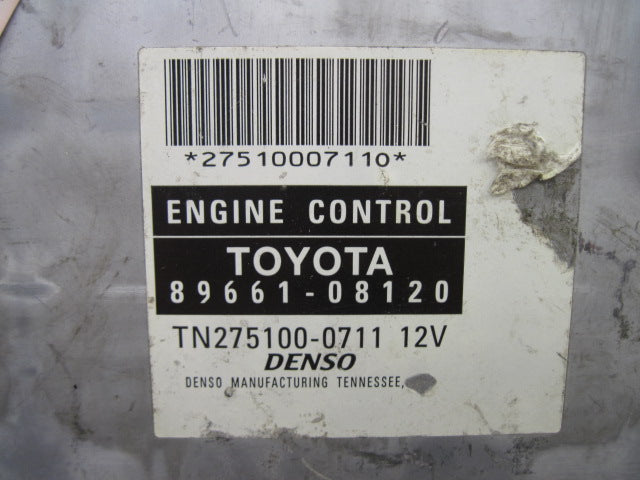 *27510007110*
ENGINE CONTROL
TOYOTA
89661-08120
TN275100-0711 12V
DENSO
DENSO MANUFACTURING TENNESSEE,